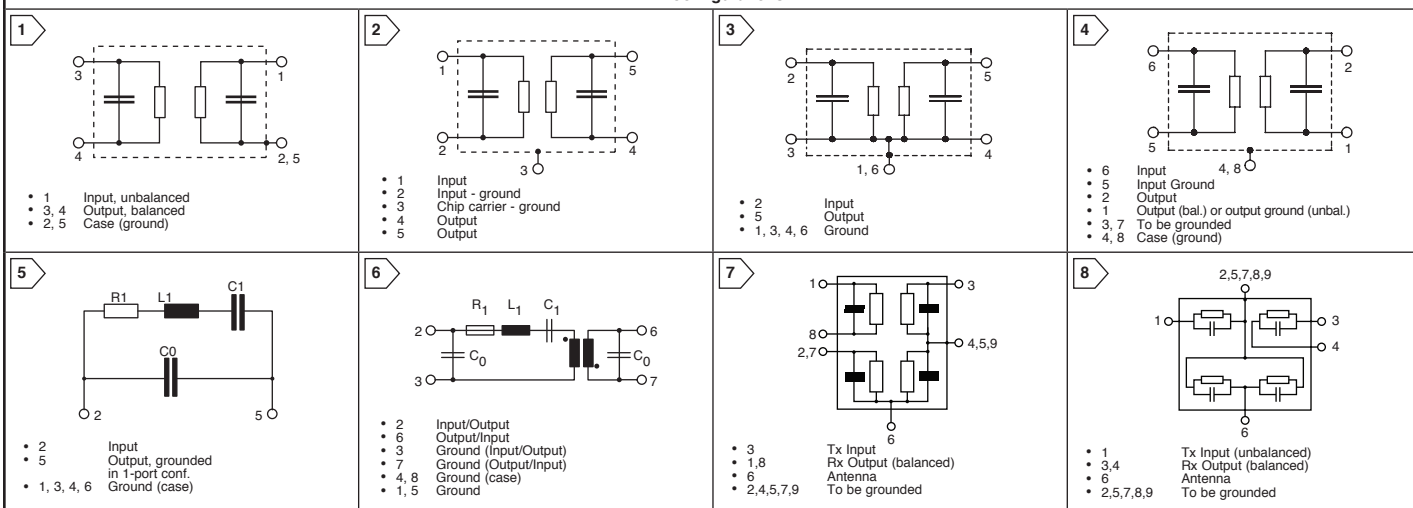 1
3
1
4
2, 5
• 1 Input, unbalanced
• 3, 4 Output, balanced
• 2, 5 Case (ground)
2
1
5
2
4
3
• 1 Input
• 2 Input - ground
• 3 Chip carrier - ground
• 4 Output
• 5 Output
3
2
5
3
4
1, 6
• 2 Input
• 5 Output
• 1, 3, 4, 6 Ground
4
6
2
5
1
4, 8
• 6 Input
• 5 Input Ground
• 2 Output
• 1 Output (bal.) or output ground (unbal.)
• 3, 7 To be grounded
• 4, 8 Case (ground)
5
R1 L1 C1
C0
2 5
• 2 Input
• 5 Output, grounded
in 1-port conf.
• 1, 3, 4, 6 Ground (case)
6
R1 L1 C1
2 6
C0 C0
3 7
• 2 Input/Output
• 6 Output/Input
• 3 Ground (Input/Output)
• 7 Ground (Output/Input)
• 4, 8 Ground (case)
• 1, 5 Ground
7
1 3
8
2,7 4,5,9
6
• 3 Tx Input
• 1,8 Rx Output (balanced)
• 6 Antenna
• 2,4,5,7,9 To be grounded
8
2,5,7,8,9
1 3
4
6
• 1 Tx Input (unbalanced)
• 3,4 Rx Output (balanced)
• 6 Antenna
• 2,5,7,8,9 To be grounded